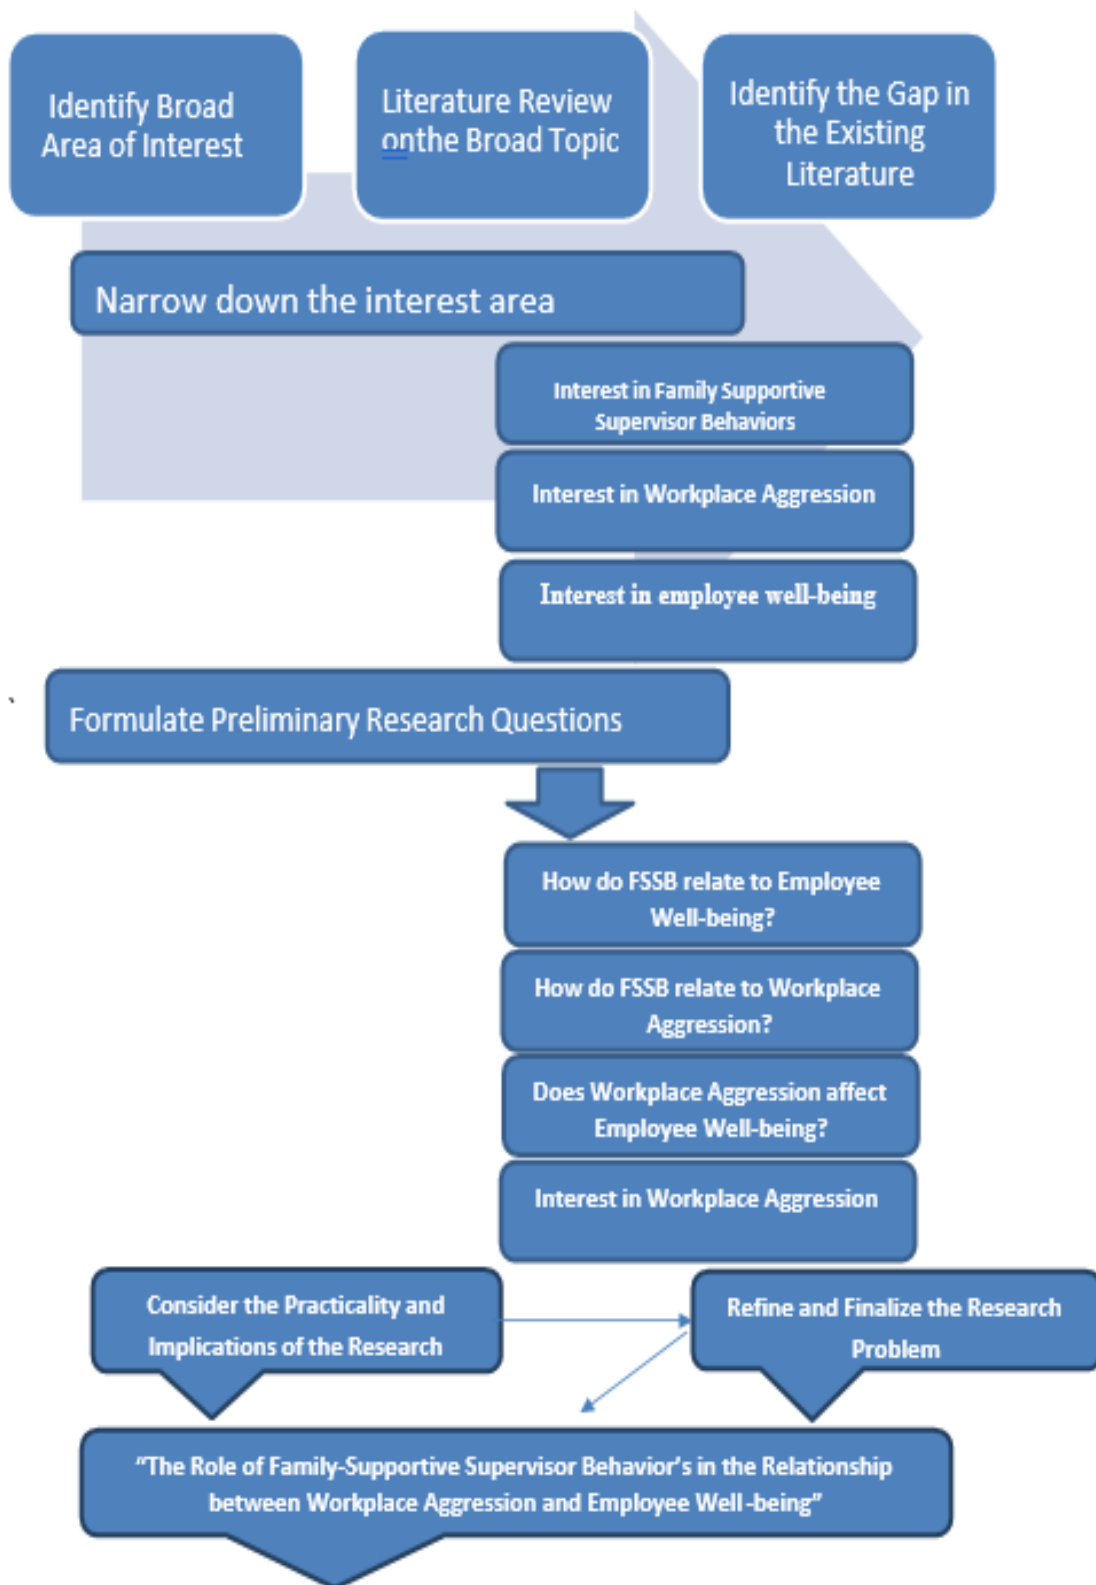 Identify Broad
Area of Interest
Literature Review
onthe Broad Topic
Identify the Gap in
the Existing
Literature
Narrow down the interest area
Interest in Family Supportive
Supervisor Behaviors
Interest in Workplace Aggression
Interest in employee well-being
Formulate Preliminary Research Questions
How do FSSB relate to Employee
Well-being?
How do FSSB relate to Workplace
Aggression?
Does Workplace Aggression affect
Employee Well-being?
Interest in Workplace Aggression
Consider the Practicality and
Implications of the Research
Refine and Finalize the Research
Problem
“The Role of Family-Supportive Supervisor Behavior’s in the Relationship
between Workplace Aggression and Employee Well-being”